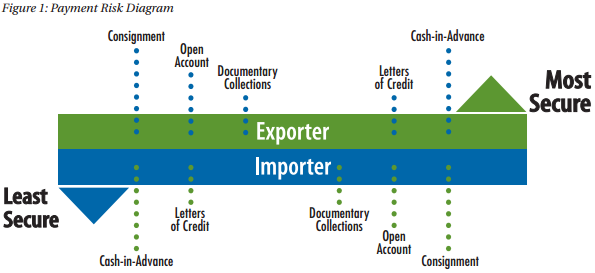 Figure 1: Payment Risk Diagram
Consignment
Open
Account
Documentary
Collections
Letters
of Credit
Cash-in-Advance
Most
Secure
Exporter
Importer
Least
Secure
Cash-in-Advance
Letters
of Credit
Documentary
Collections
Open
Account
Consignment